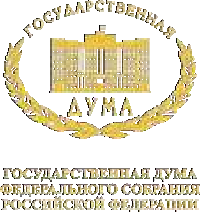 ГОСУДАРСТВЕННАЯ
ДУМА
ГОСУДАРСТВЕННАЯ ДУМА
ФЕДЕРАЛЬНОГО СОБРАНИЯ
РОССИЙСКОЙ ФЕДЕРАЦИИ